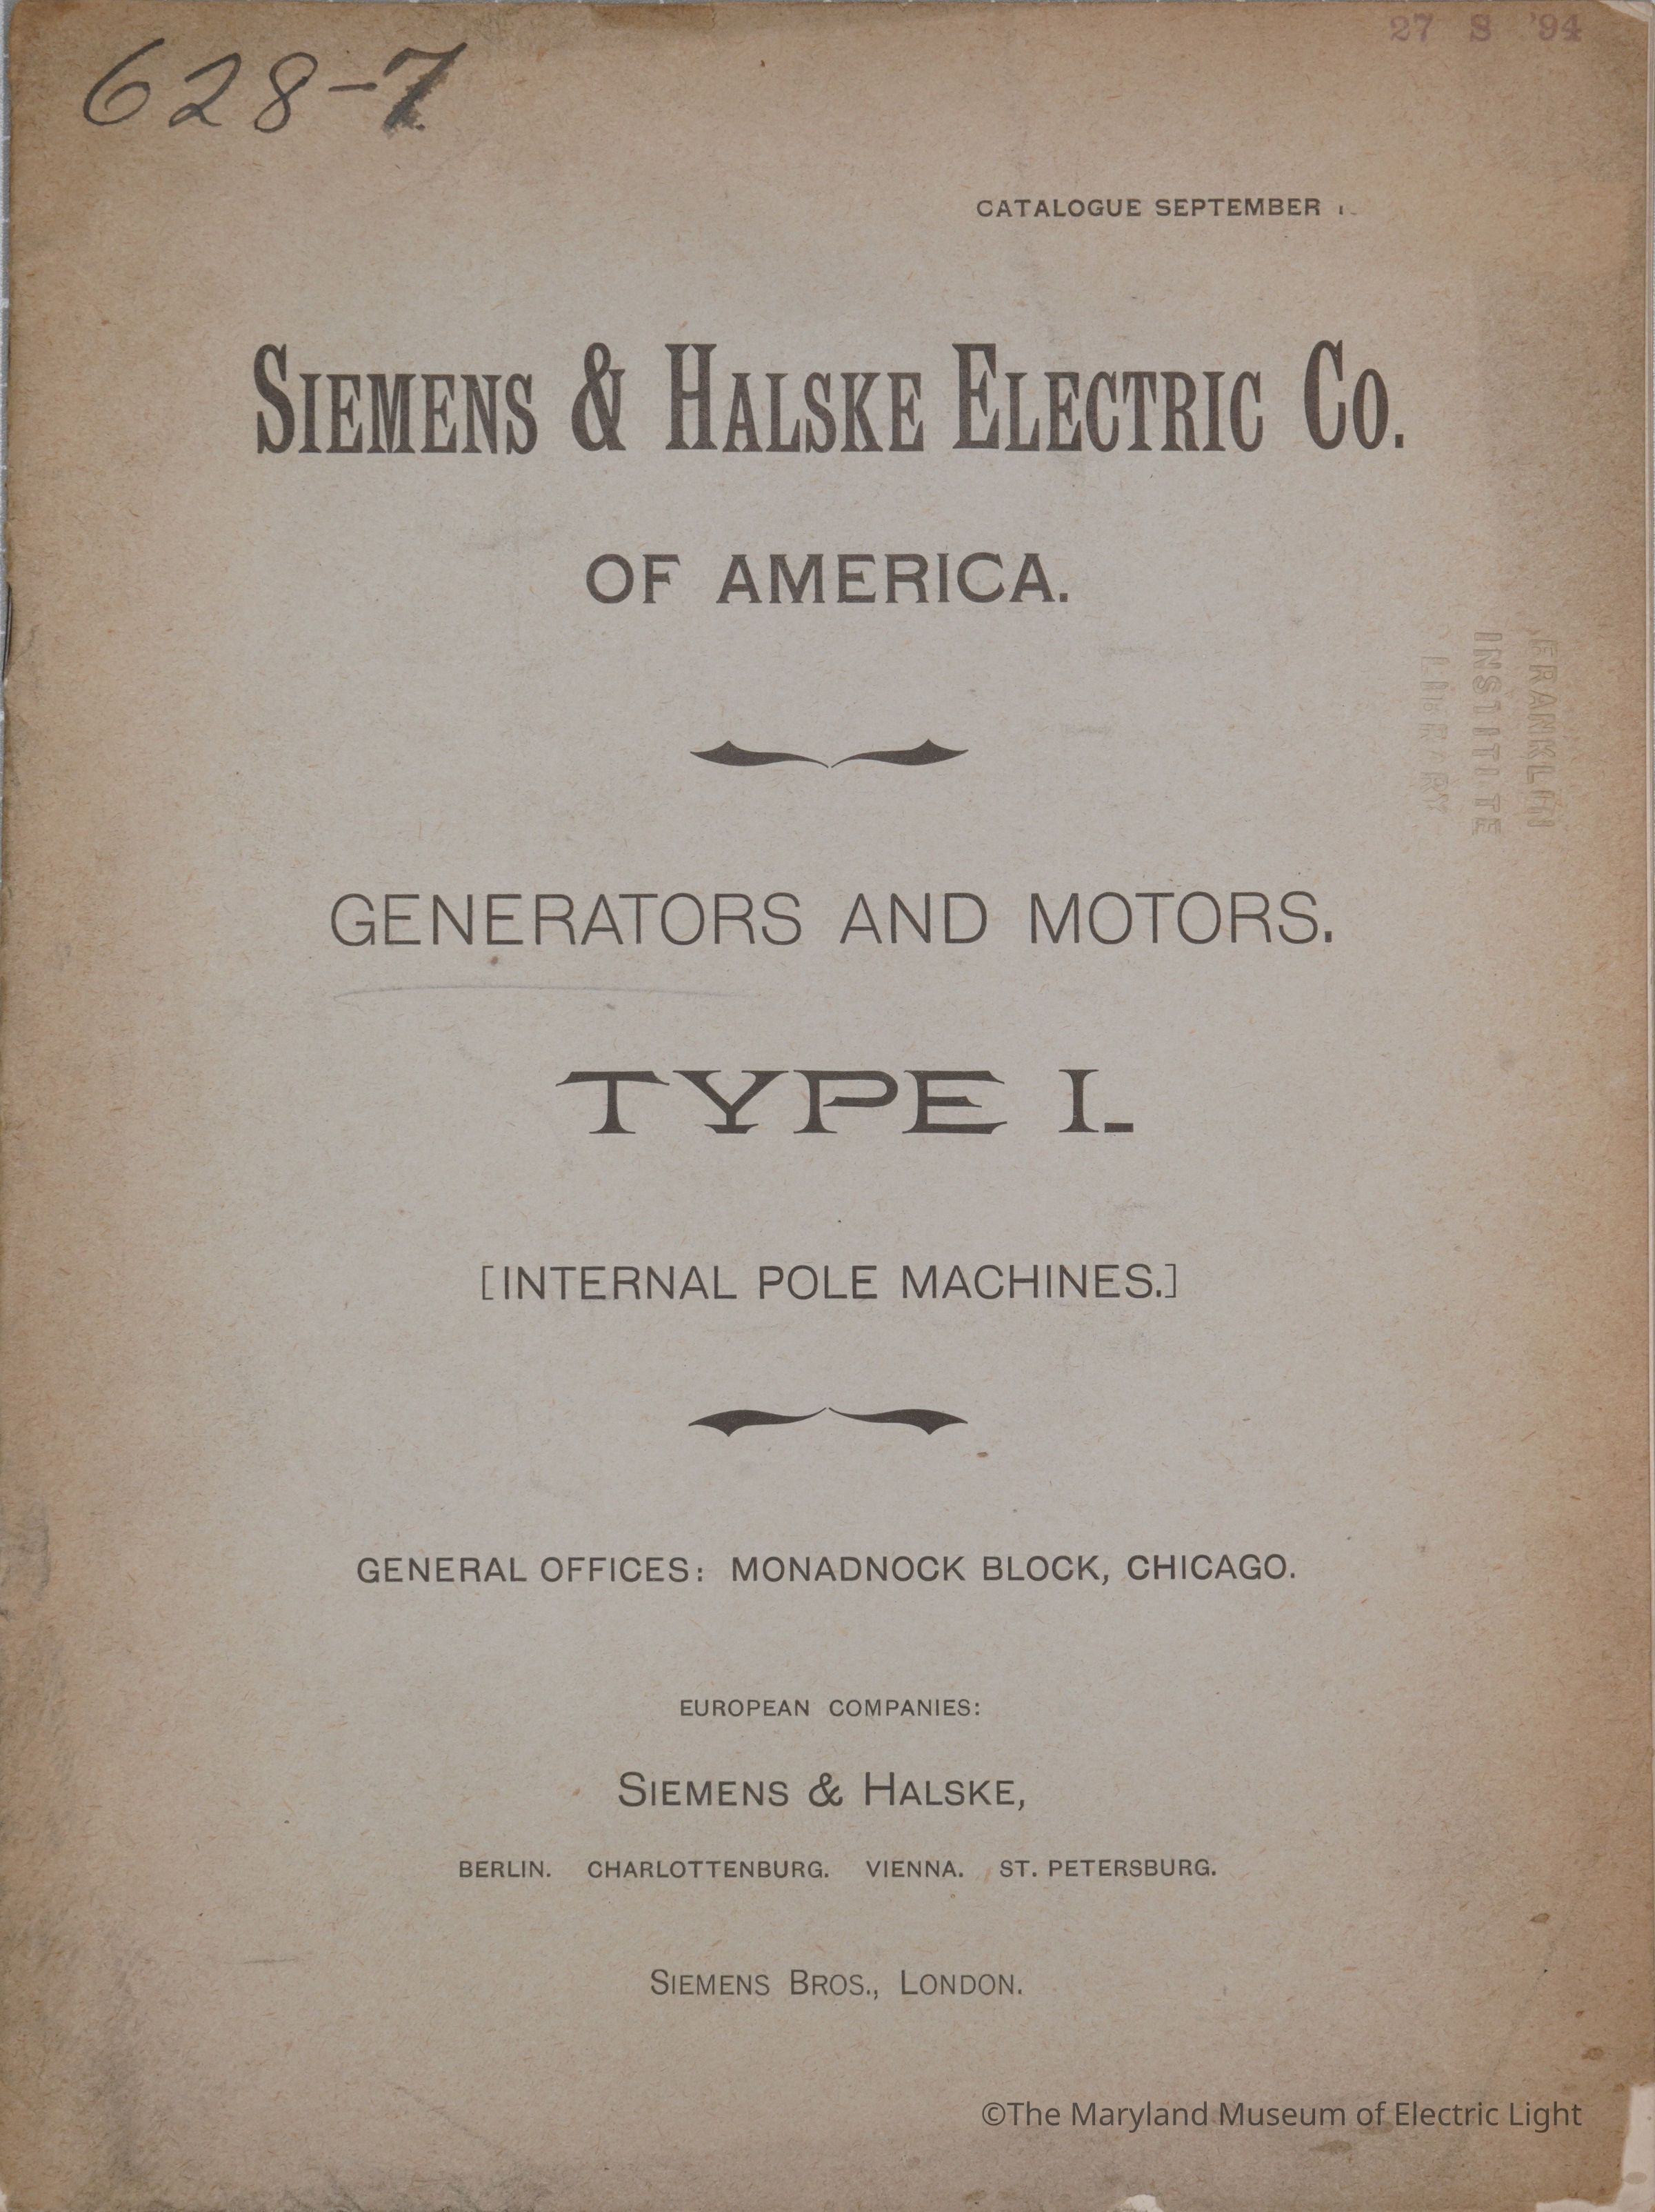 628-7
27 S '94
CATALOGUE SEPTEMBER
SIEMENS & HALSKE ELECTRIC CO.
OF AMERICA.
FRANKLIN
INSTITUTE
LIBRARY
GENERATORS AND MOTORS.
TYPE I.
[INTERNAL POLE MACHINES.]
GENERAL OFFICES: MONADNOCK BLOCK, CHICAGO.
EUROPEAN COMPANIES:
SIEMENS & HALSKE,
BERLIN. CHARLOTTENBURG. VIENNA. ST. PETERSBURG.
SIEMENS BROS., LONDON.
©The Maryland Museum of Electric Light